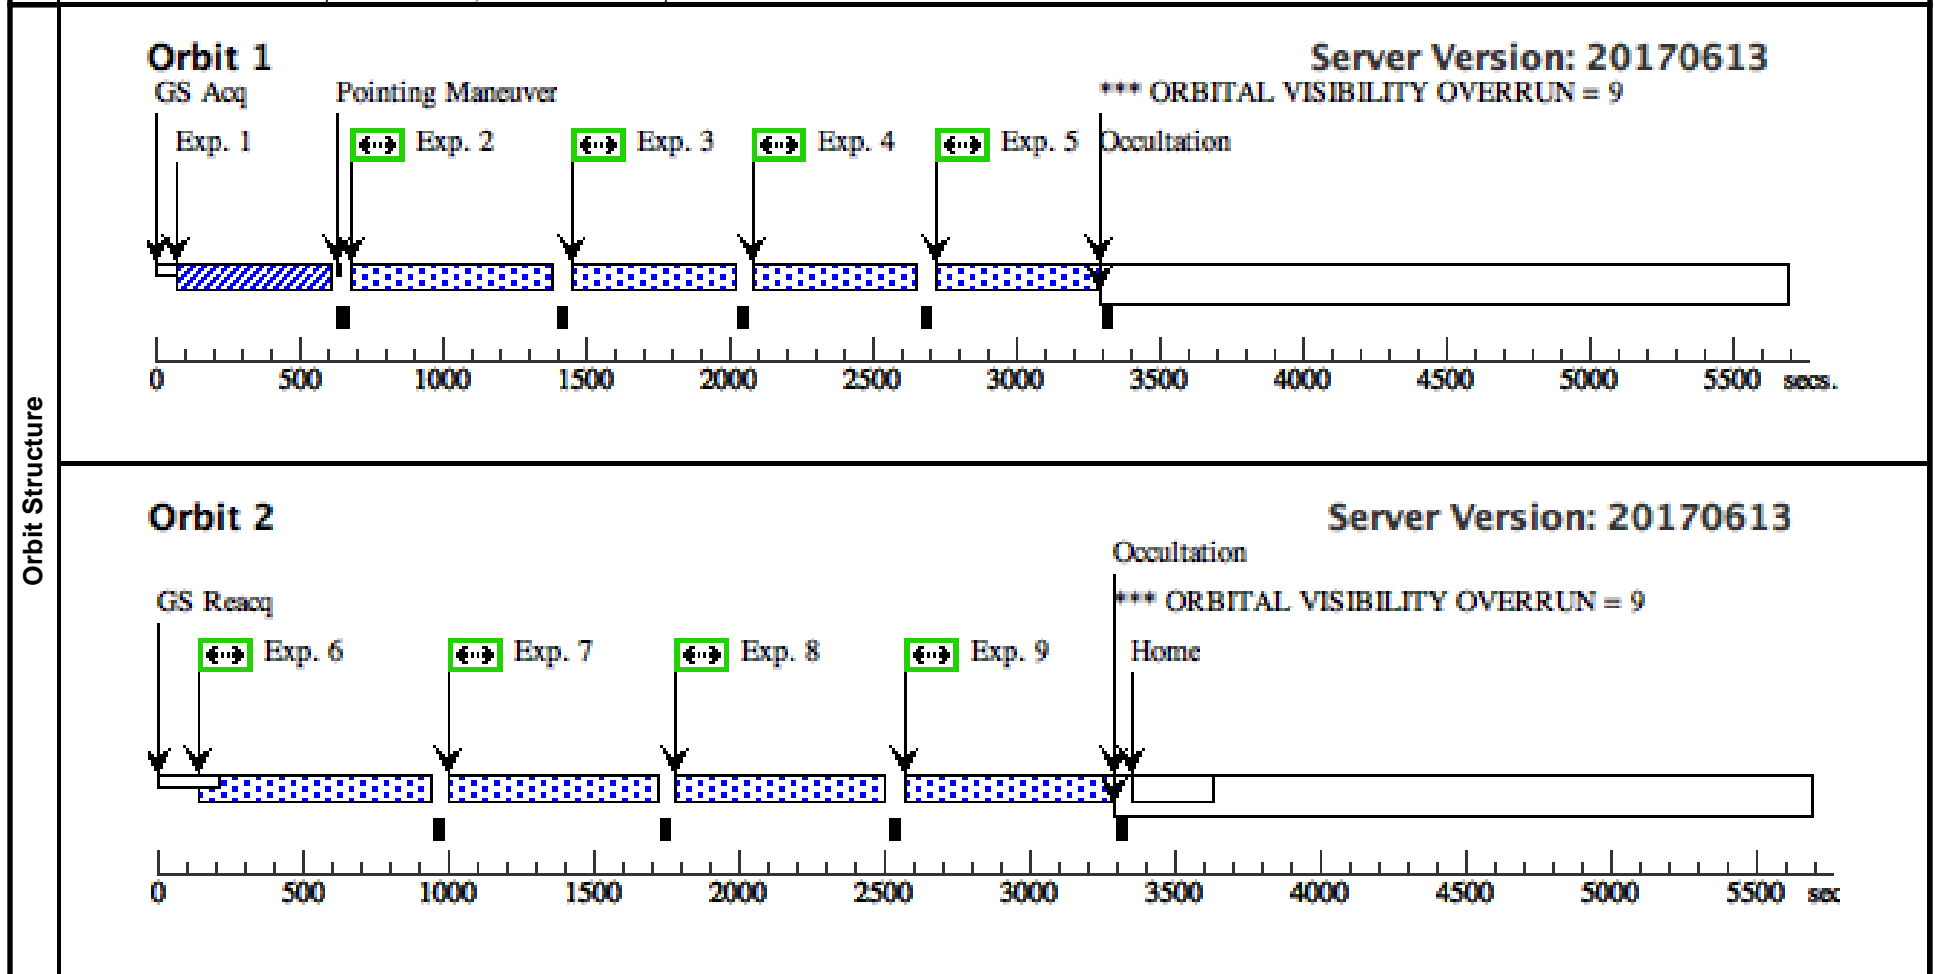 Orbit Structure
Orbit 1
Server Version: 20170613
GS Acq
Pointing Maneuver
*** ORBITAL VISIBILITY OVERRUN = 9
Exp. 1
Exp. 2
Exp. 3
Exp. 4
Exp. 5
Occultation
0 500 1000 1500 2000 2500 3000 3500 4000 4500 5000 5500 secs.
Orbit 2
Server Version: 20170613
Occultation
GS Reacq
*** ORBITAL VISIBILITY OVERRUN = 9
Exp. 6
Exp. 7
Exp. 8
Exp. 9
Home
0 500 1000 1500 2000 2500 3000 3500 4000 4500 5000 5500 sec